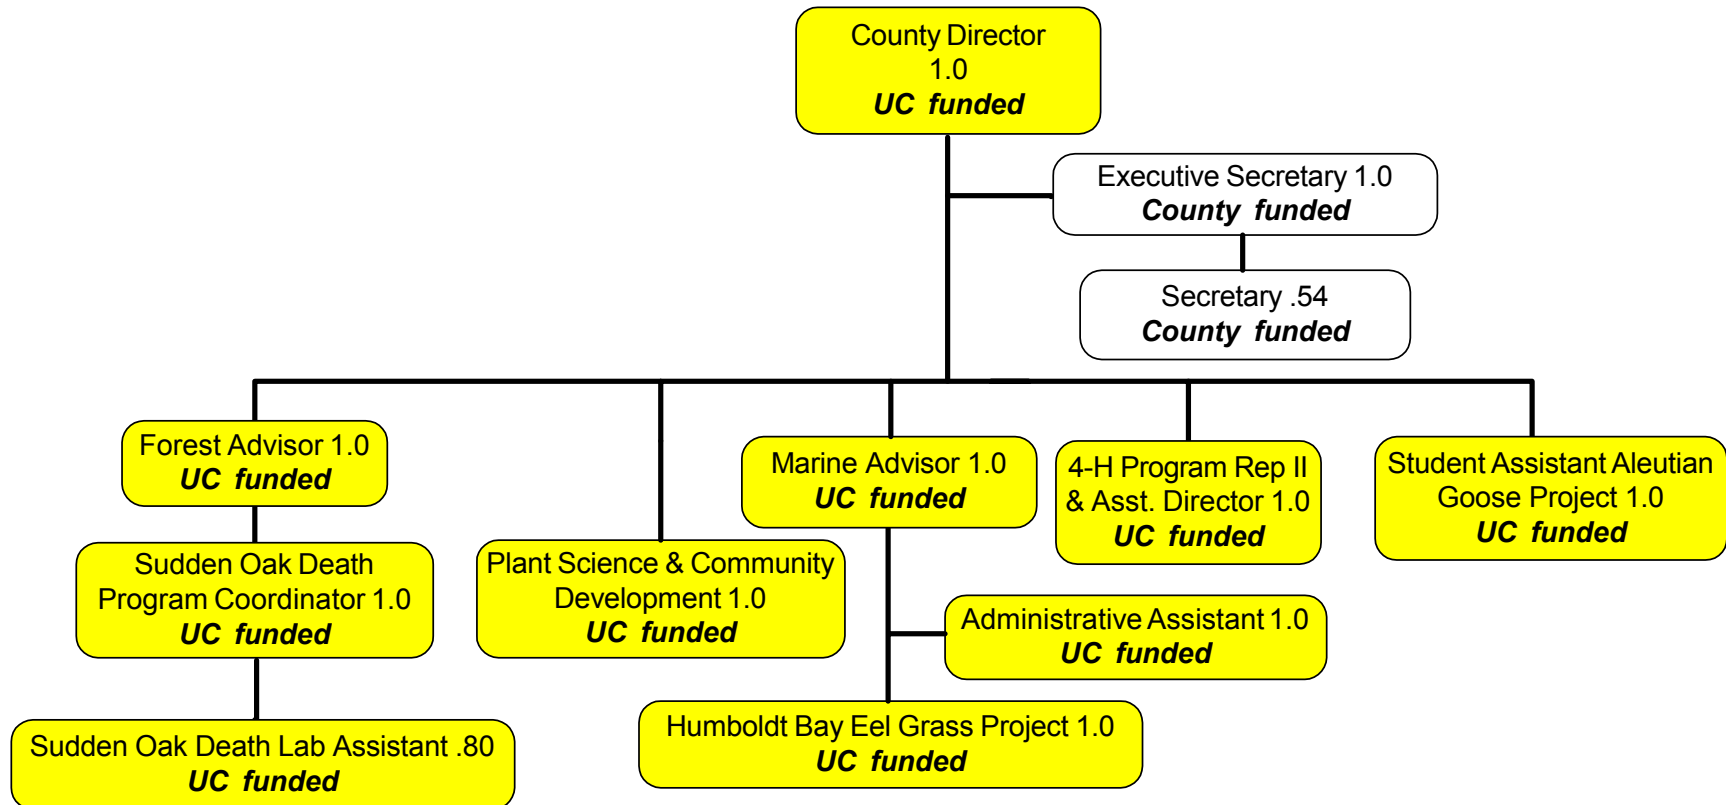 County Director
1.0
UC funded
Executive Secretary 1.0
County funded
Secretary .54
County funded
Forest Advisor 1.0
UC funded
Marine Advisor 1.0
UC funded
4-H Program Rep II
& Asst. Director 1.0
UC funded
Student Assistant Aleutian
Goose Project 1.0
UC funded
Sudden Oak Death
Program Coordinator 1.0
UC funded
Plant Science & Community
Development 1.0
UC funded
Administrative Assistant 1.0
UC funded
Humboldt Bay Eel Grass Project 1.0
UC funded
Sudden Oak Death Lab Assistant .80
UC funded